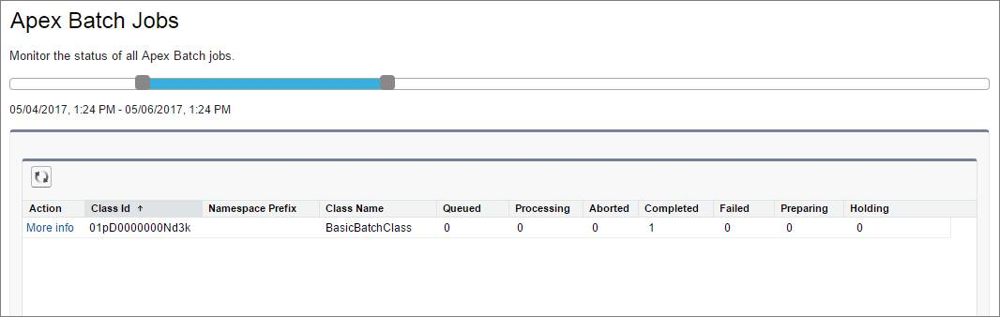 Apex Batch Jobs
Monitor the status of all Apex Batch jobs.
05/04/2017, 1:24 PM - 05/06/2017, 1:24 PM
Action Class Id ↑ Namespace Prefix Class Name Queued Processing Aborted Completed Failed Preparing Holding
More info 01pD0000000Nd3k BasicBatchClass 0 0 0 1 0 0 0